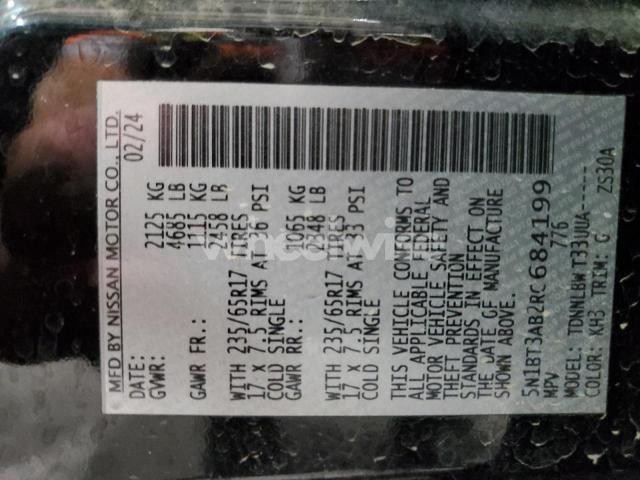 MFD BY NISSAN MOTOR CO., LTD.
DATE: 02/24
GVWR: 2125 KG
4685 LB
GAWR FR.: 1115 KG
2458 LB
WITH 235/65R17 TIRES
17 X 7.5 RIMS AT 36 PSI
COLD SINGLE
GAWR RR.: 1065 KG
2348 LB
WITH 235/65R17 TIRES
17 X 7.5 RIMS AT 33 PSI
COLD SINGLE
THIS VEHICLE CONFORMS TO
ALL APPLICABLE FEDERAL
MOTOR VEHICLE SAFETY AND
THEFT PREVENTION
STANDARDS IN EFFECT ON
THE DATE OF MANUFACTURE
SHOWN ABOVE.
5N1BT3AB2RC684199
MPV 776
MODEL: TDNNLBW T33UUA-----
COLOR: KH3 TRIM: G ZS30A